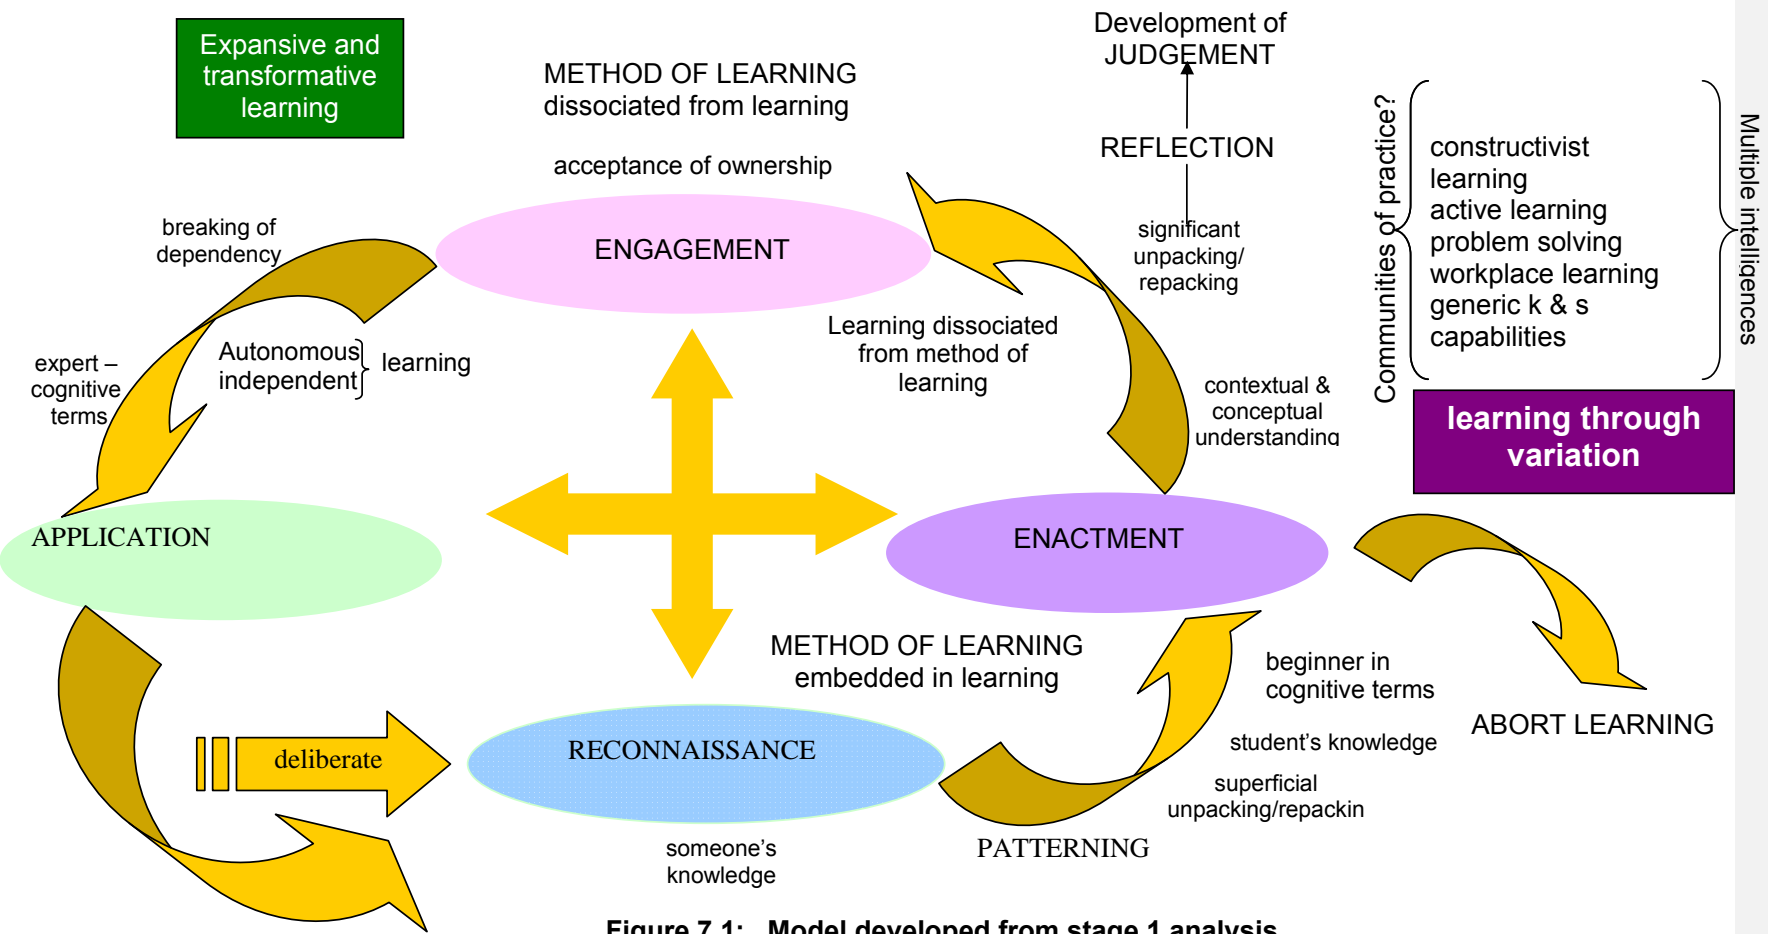 Expansive and
transformative
learning
METHOD OF LEARNING
dissociated from learning
acceptance of ownership
Development of
JUDGEMENT
REFLECTION
significant
unpacking/
repacking
Communities of practice?
constructivist
learning
active learning
problem solving
workplace learning
generic k & s
capabilities
Multiple intelligences
learning through
variation
breaking of
dependency
ENGAGEMENT
Learning dissociated
from method of
learning
contextual &
conceptual
understanding
expert –
cognitive
terms
Autonomous
independent
learning
APPLICATION
ENACTMENT
METHOD OF LEARNING
embedded in learning
beginner in
cognitive terms
student's knowledge
superficial
unpacking/repackin
ABORT LEARNING
deliberate
RECONNAISSANCE
someone's
knowledge
PATTERNING
Figure 7.1: Model developed from stage 1 analysis